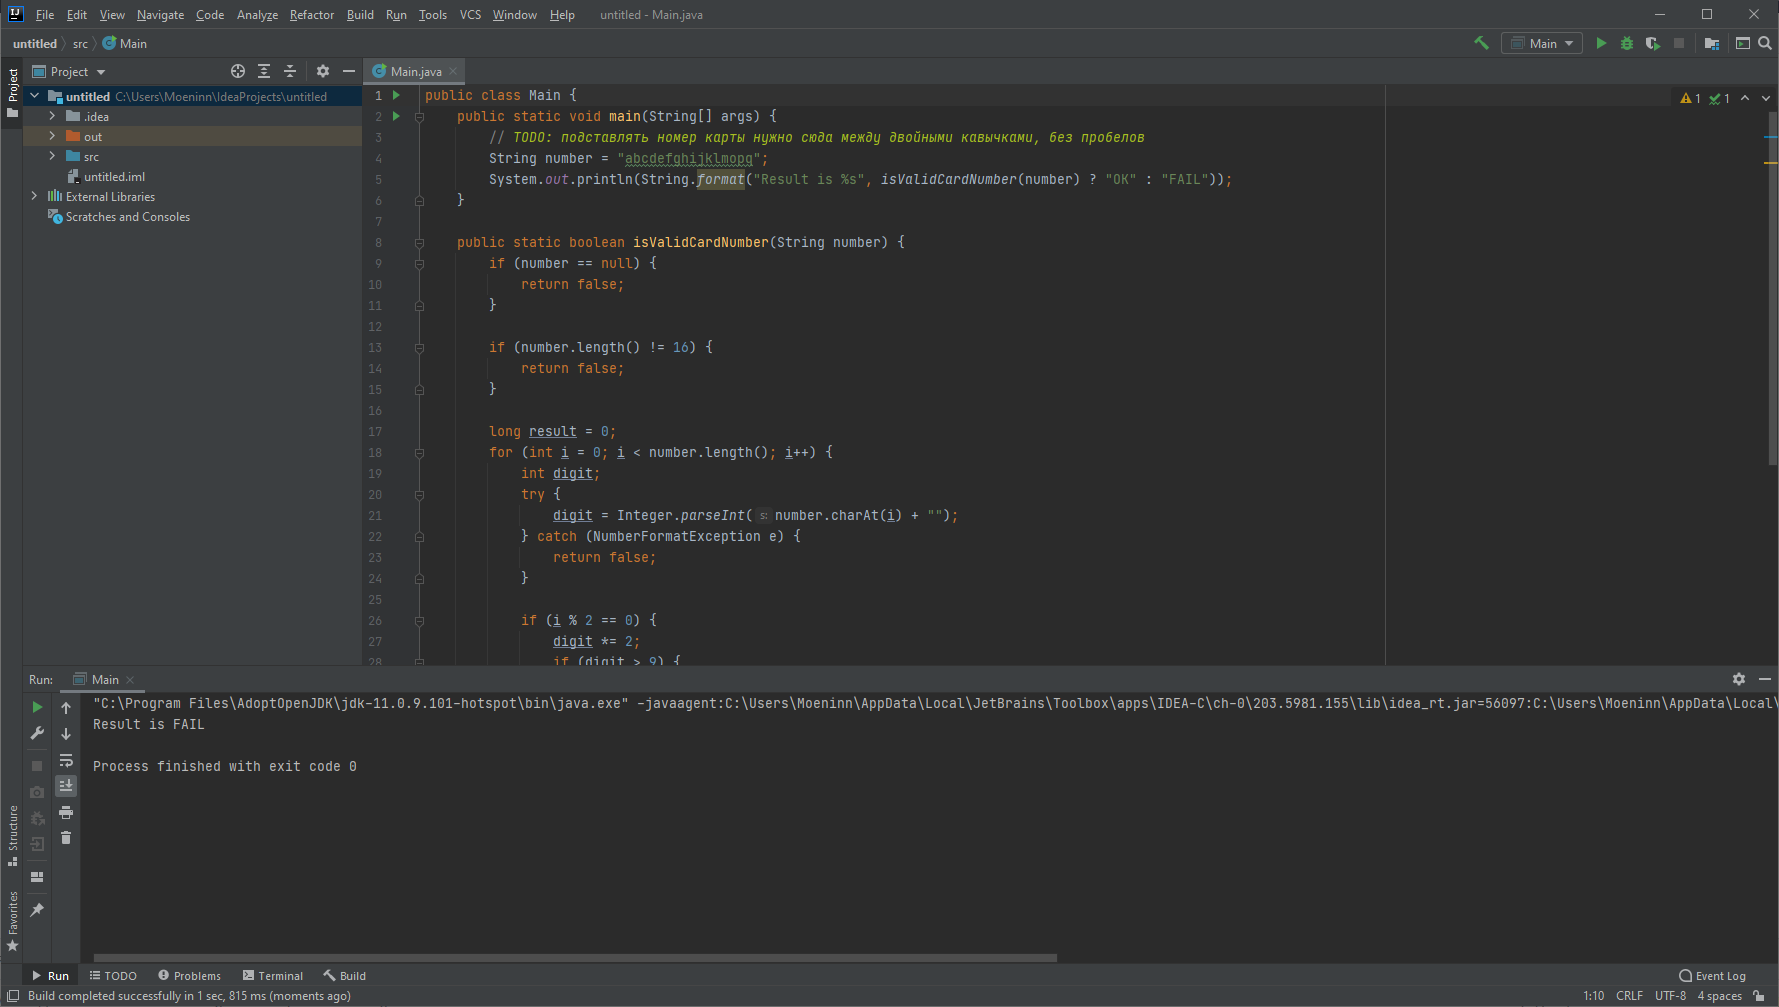 File Edit View Navigate Code Analyze Refactor Build Run Tools VCS Window Help untitled - Main.java
untitled src Main
Main
Project
Main.java
untitled C:\Users\Moeninn\IdeaProjects\untitled
.idea
out
src
untitled.iml
External Libraries
Scratches and Consoles
Project
1 public class Main {
2 public static void main(String[] args) {
3 // TODO: подставлять номер карты нужно сюда между двойными кавычками, без пробелов
4 String number = "abcdefghijklmopq";
5 System.out.println(String.format("Result is %s", isValidCardNumber(number) ? "OK" : "FAIL"));
6 }
7
8 public static boolean isValidCardNumber(String number) {
9 if (number == null) {
10 return false;
11 }
12
13 if (number.length() != 16) {
14 return false;
15 }
16
17 long result = 0;
18 for (int i = 0; i < number.length(); i++) {
19 int digit;
20 try {
21 digit = Integer.parseInt( s: number.charAt(i) + "");
22 } catch (NumberFormatException e) {
23 return false;
24 }
25
26 if (i % 2 == 0) {
27 digit *= 2;
28 if (digit > 9) {
1 1
Run: Main
"C:\Program Files\AdoptOpenJDK\jdk-11.0.9.101-hotspot\bin\java.exe" -javaagent:C:\Users\Moeninn\AppData\Local\JetBrains\Toolbox\apps\IDEA-C\ch-0\203.5981.155\lib\idea_rt.jar=56097:C:\Users\Moeninn\AppData\Local\
Result is FAIL
Process finished with exit code 0
Structure
Favorites
Run TODO Problems Terminal Build Event Log
Build completed successfully in 1 sec, 815 ms (moments ago) 1:10 CRLF UTF-8 4 spaces